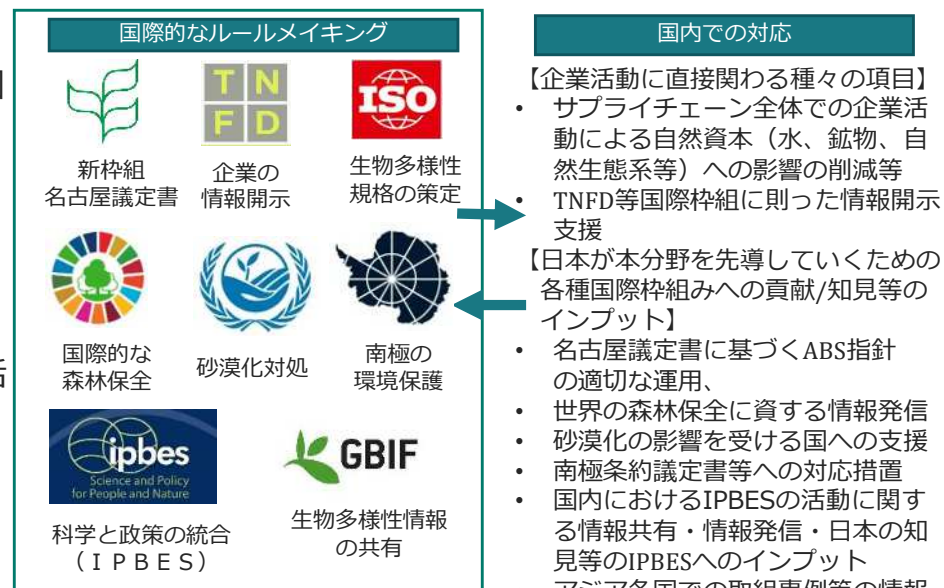 国際的なルールメイキング
T N
F D
ISO
新枠組
名古屋議定書
企業の
情報開示
生物多様性
規格の策定
国際的な
森林保全
砂漠化対処
南極の
環境保護
ipbes
Science and Policy
for People and Nature
GBIF
科学と政策の統合
（ＩＰＢＥＳ）
生物多様性情報
の共有
国内での対応
【企業活動に直接関わる種々の項目】
• サプライチェーン全体での企業活
動による自然資本（水、鉱物、自
然生態系等）への影響の削減等
• TNFD等国際枠組に則った情報開示
支援
【日本が本分野を先導していくための
各種国際枠組みへの貢献/知見等の
インプット】
• 名古屋議定書に基づくABS指針
の適切な運用、
• 世界の森林保全に資する情報発信
• 砂漠化の影響を受ける国への支援
• 南極条約議定書等への対応措置
• 国内におけるIPBESの活動に関す
る情報共有・情報発信・日本の知
見等のIPBESへのインプット
アジア各国での取組事例等の情報